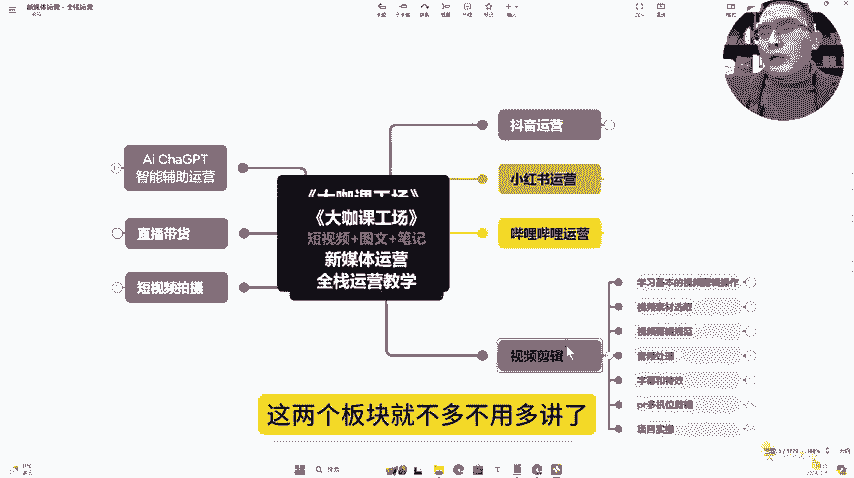 新媒体运营-全栈运营
抖音运营
Ai ChaGPT
智能辅助运营
小红书运营
《大咖课工场》
《大咖课工场》
短视频+图文+笔记
新媒体运营
全栈运营教学
直播带货
哔哩哔哩运营
短视频拍摄
学习基本的视频剪辑操作
视频素材选取
视频剪辑规范
视频剪辑
音频处理
字幕和特效
pr多机位剪辑
项目实操
这两个板块就不多不用多讲了